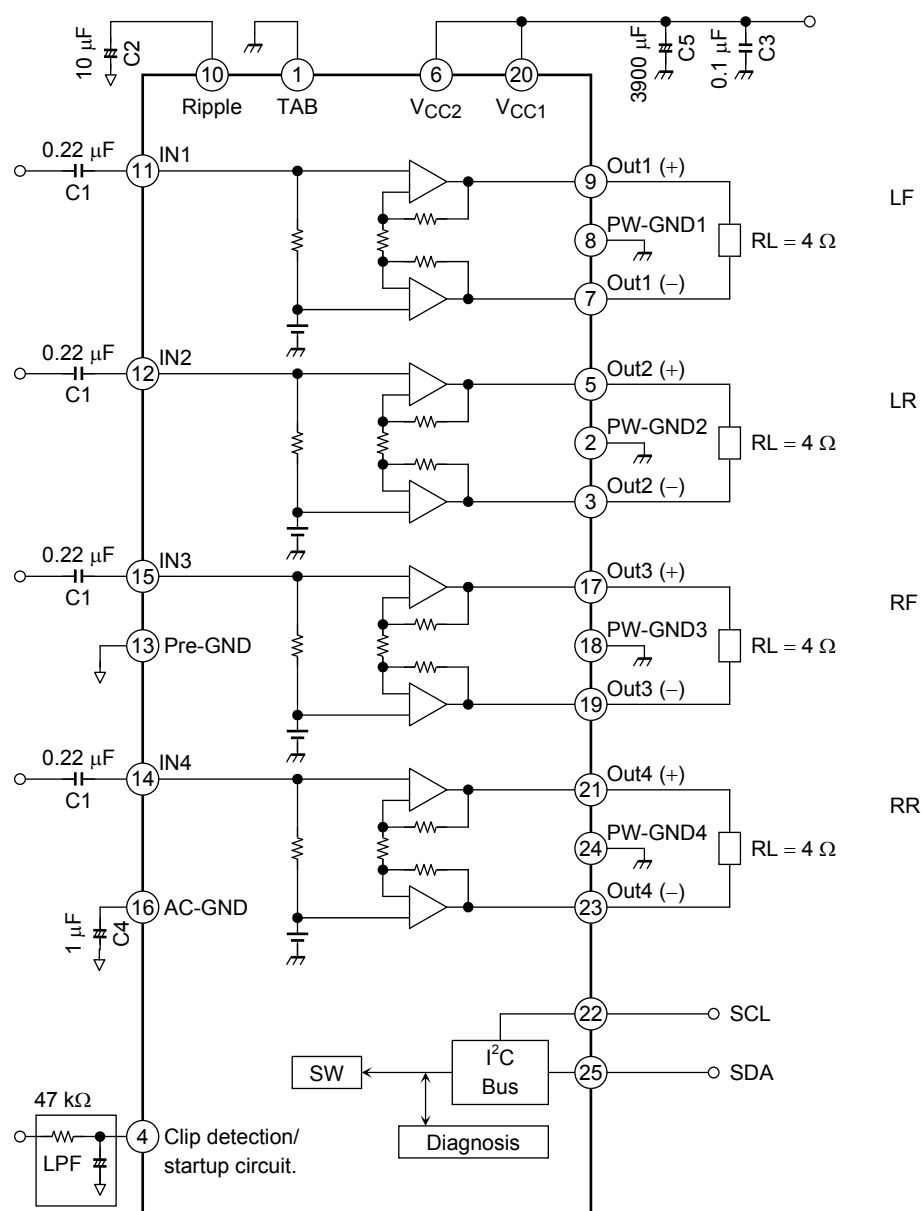 10 µF
C2
3900 µF
C5
0.1 µF
C3
10
1
6
20
Ripple
TAB
VCC2
VCC1
0.22 µF
C1
11
IN1
9
Out1 (+)
8
PW-GND1
7
Out1 (−)
RL = 4 Ω
LF
0.22 µF
C1
12
IN2
5
Out2 (+)
2
PW-GND2
3
Out2 (−)
RL = 4 Ω
LR
0.22 µF
C1
15
IN3
13
Pre-GND
17
Out3 (+)
18
PW-GND3
19
Out3 (−)
RL = 4 Ω
RF
0.22 µF
C1
14
IN4
16
AC-GND
1 µF
C4
21
Out4 (+)
24
PW-GND4
23
Out4 (−)
RL = 4 Ω
RR
22
SCL
I²C
Bus
25
SDA
SW
Diagnosis
47 kΩ
LPF
4
Clip detection/
startup circuit.